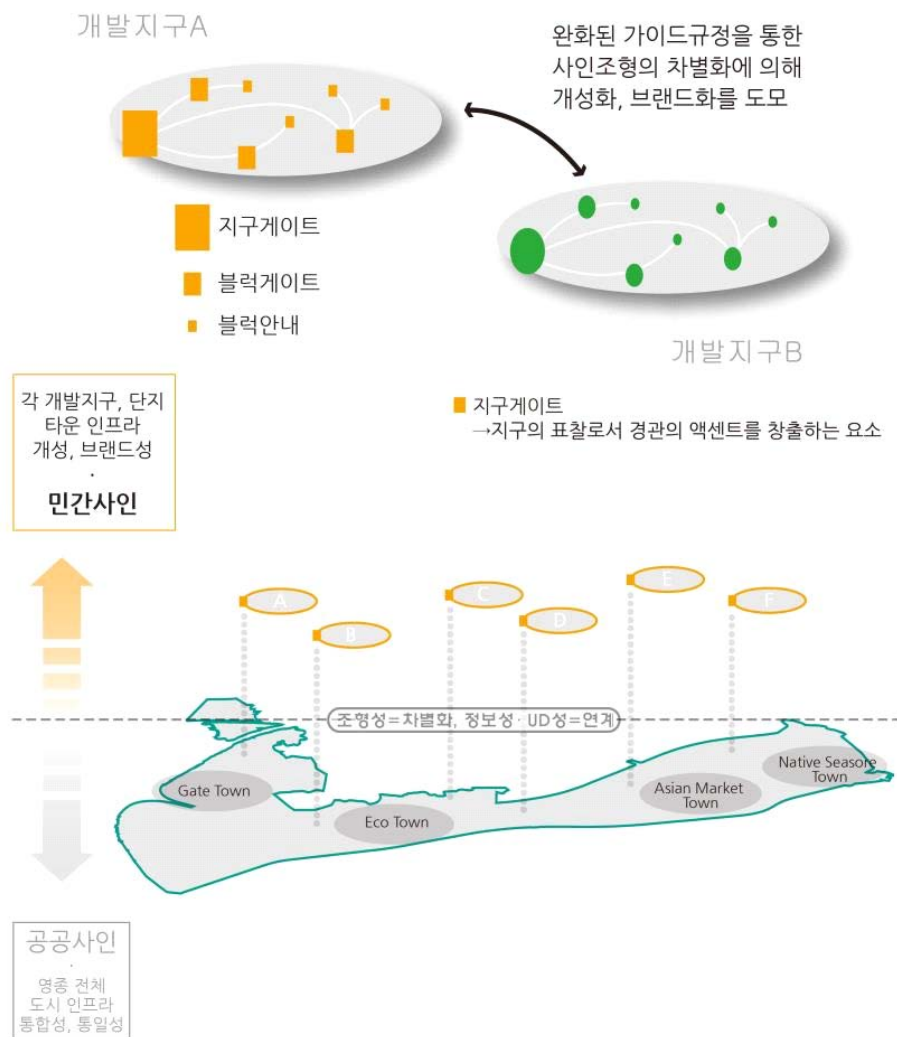 개발지구A
완화된 가이드규정을 통한
사인조형의 차별화에 의해
개성화, 브랜드화를 도모
지구게이트
블럭게이트
블럭안내
개발지구B
각 개발지구, 단지
타운 인프라
개성, 브랜드성
·
민간사인
지구게이트
→지구의 표찰로서 경관의 액센트를 창출하는 요소
A
B
C
D
E
F
조형성=차별화, 정보성·UD성=연계
Gate Town
Eco Town
Asian Market
Town
Native Seasore
Town
공공사인
·
영종 전체
도시 인프라
통합성, 통일성